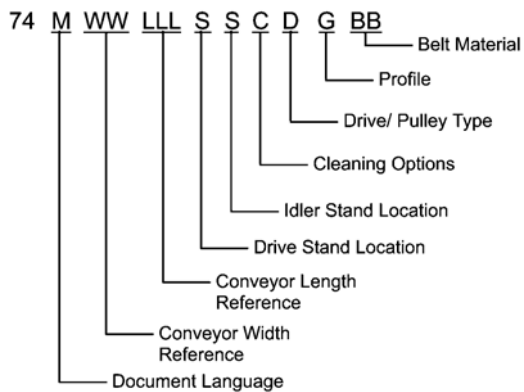 74 M WW LLL S S C D G BB
Belt Material
Profile
Drive/ Pulley Type
Cleaning Options
Idler Stand Location
Drive Stand Location
Conveyor Length
Reference
Conveyor Width
Reference
Document Language